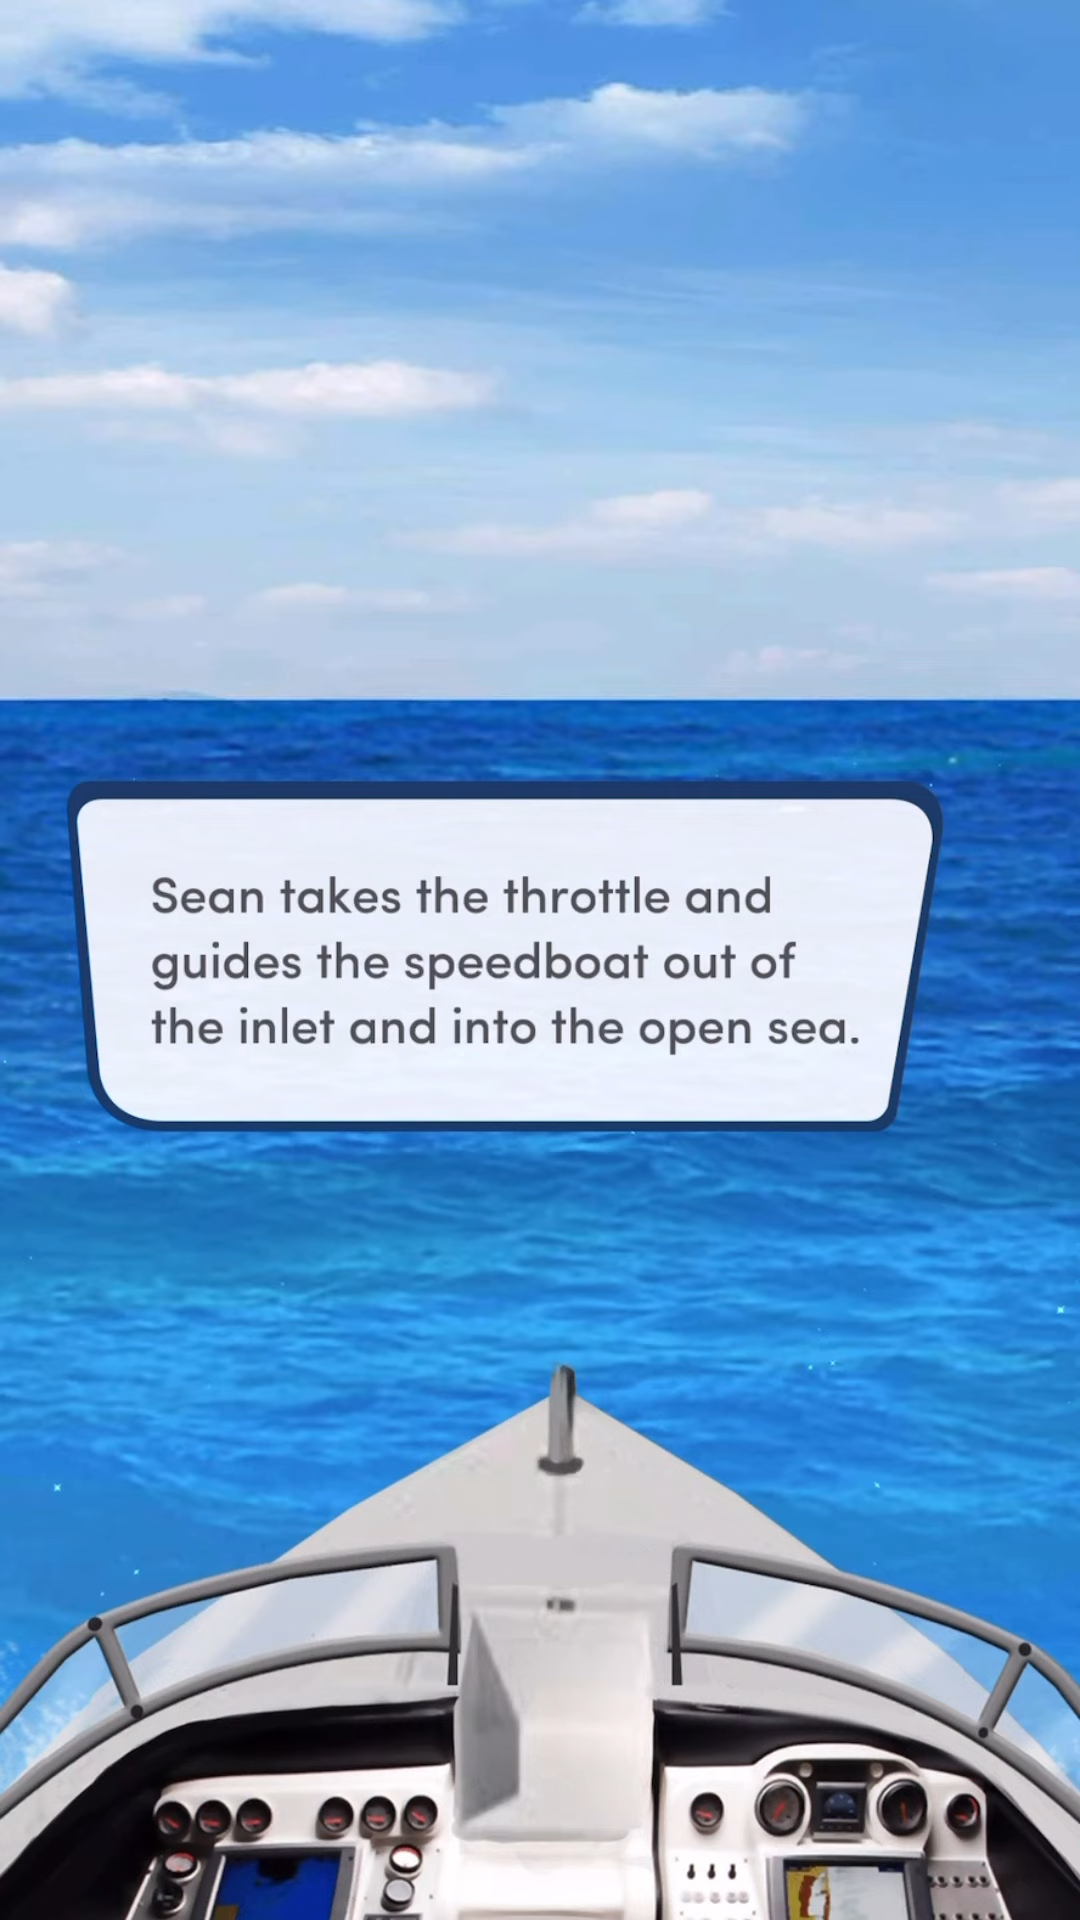 Sean takes the throttle and
guides the speedboat out of
the inlet and into the open sea.